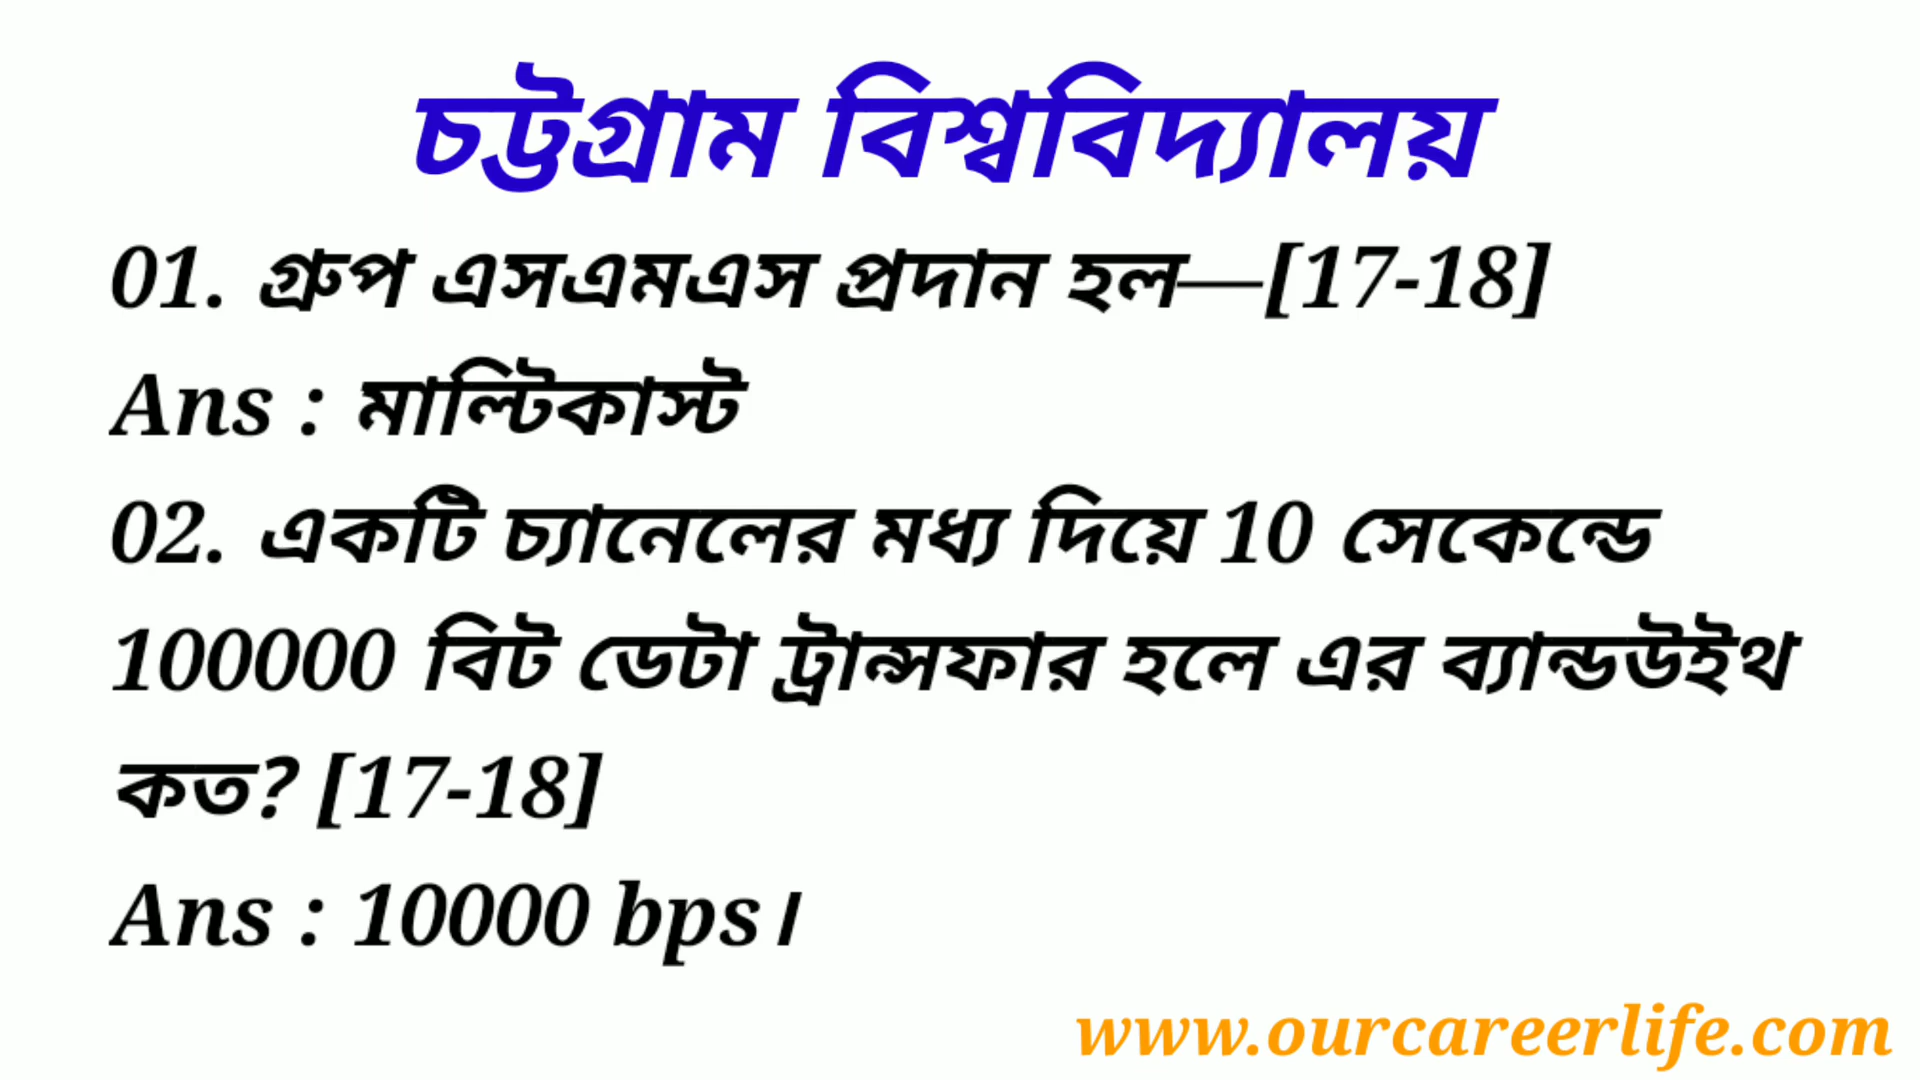 চট্টগ্রাম বিশ্ববিদ্যালয়
01. গ্রুপ এসএমএস প্রদান হল—[17-18]
Ans : মাল্টিকাস্ট
02. একটি চ্যানেলের মধ্য দিয়ে 10 সেকেন্ডে
100000 বিট ডেটা ট্রান্সফার হলে এর ব্যান্ডউইথ
কত? [17-18]
Ans : 10000 bps।
www.ourcareerlife.com